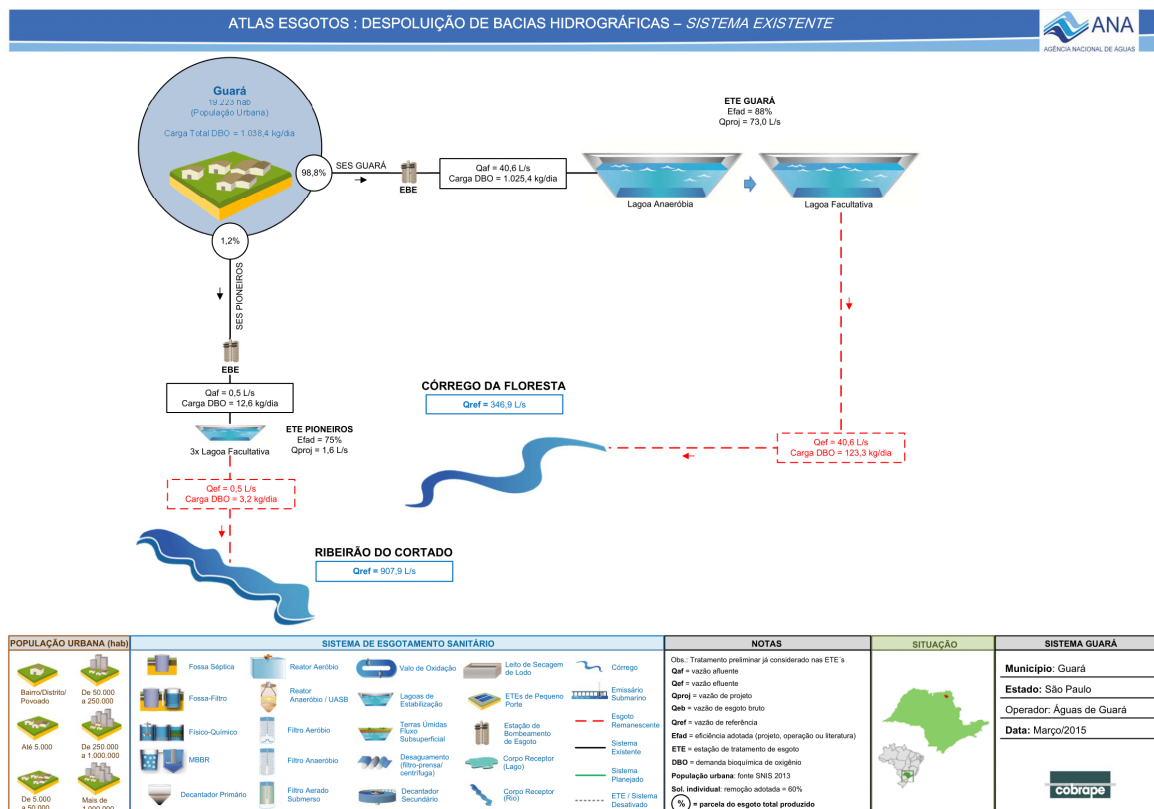 ATLAS ESGOTOS : DESPOLUIÇÃO DE BACIAS HIDROGRÁFICAS – SISTEMA EXISTENTE
ANA
AGÊNCIA NACIONAL DE ÁGUAS
Guará
19.223 hab
(População Urbana)
Carga Total DBO = 1.038,4 kg/dia
98,8%
SES GUARÁ
EBE
Qaf = 40,6 L/s
Carga DBO = 1.025,4 kg/dia
ETE GUARÁ
Efad = 88%
Qproj = 73,0 L/s
Lagoa Anaeróbia
Lagoa Facultativa
1,2%
SES PIONEIROS
EBE
Qaf = 0,5 L/s
Carga DBO = 12,6 kg/dia
ETE PIONEIROS
Efad = 75%
Qproj = 1,6 L/s
3x Lagoa Facultativa
Qef = 0,5 L/s
Carga DBO = 3,2 kg/dia
CÓRREGO DA FLORESTA
Qref = 346,9 L/s
Qef = 40,6 L/s
Carga DBO = 123,3 kg/dia
RIBEIRÃO DO CORTADO
Qref = 907,9 L/s
POPULAÇÃO URBANA (hab)
Bairro/Distrito/
Povoado
De 50.000
a 250.000
Até 5.000
De 250.000
a 1.000.000
De 5.000
a 50.000
Mais de
1.000.000
SISTEMA DE ESGOTAMENTO SANITÁRIO
Fossa Séptica
Fossa-Filtro
Físico-Químico
MBBR
Decantador Primário
Reator Aeróbio
Reator
Anaeróbio / UASB
Filtro Aeróbio
Filtro Anaeróbio
Filtro Aerado
Submerso
Valo de Oxidação
Lagoas de
Estabilização
Terras Úmidas
Fluxo
Subsuperficial
Desaguamento
(filtro-prensa/
centrífuga)
Decantador
Secundário
Leito de Secagem
de Lodo
ETEs de Pequeno
Porte
Estação de
Bombeamento
de Esgoto
Corpo Receptor
(Lago)
Corpo Receptor
(Rio)
Córrego
Emissário
Submarino
Esgoto
Remanescente
Sistema
Existente
Sistema
Planejado
ETE / Sistema
Desativado
NOTAS
Obs.: Tratamento preliminar já considerado nas ETE´s
Qaf = vazão afluente
Qef = vazão efluente
Qproj = vazão de projeto
Qeb = vazão de esgoto bruto
Qref = vazão de referência
Efad = eficiência adotada (projeto, operação ou literatura)
ETE = estação de tratamento de esgoto
DBO = demanda bioquímica de oxigênio
População urbana: fonte SNIS 2013
Sol. individual: remoção adotada = 60%
% = parcela do esgoto total produzido
SITUAÇÃO
SISTEMA GUARÁ
Município: Guará
Estado: São Paulo
Operador: Águas de Guará
Data: Março/2015
cobrape